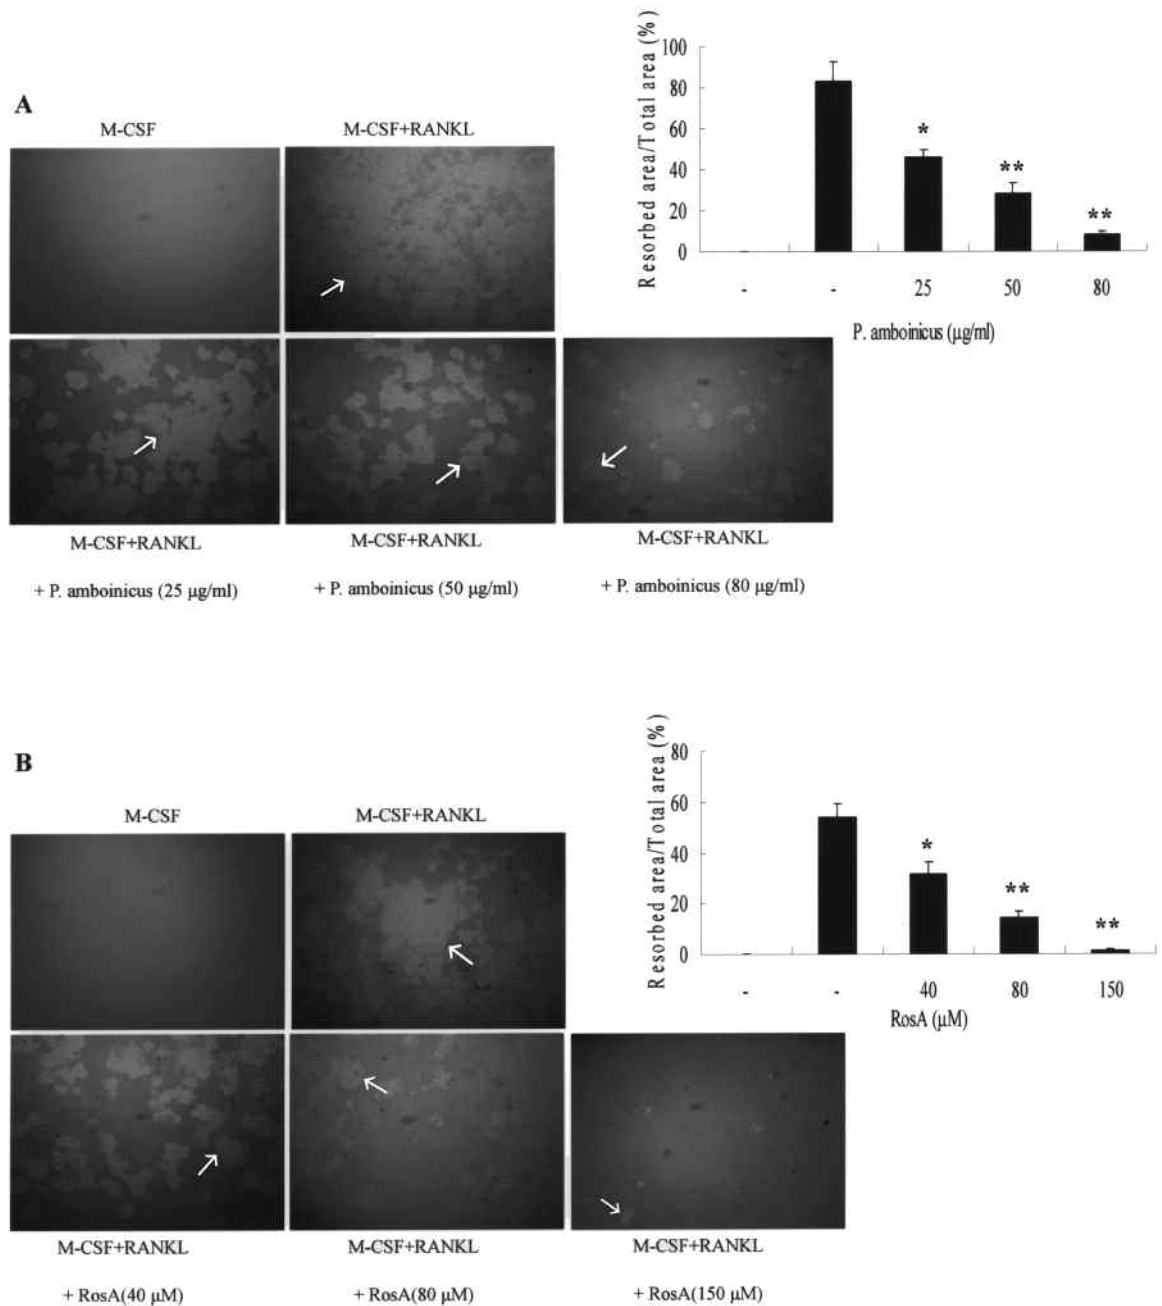 A
M-CSF
M-CSF+RANKL
M-CSF+RANKL
+ P. amboinicus (25 μg/ml)
M-CSF+RANKL
+ P. amboinicus (50 μg/ml)
M-CSF+RANKL
+ P. amboinicus (80 μg/ml)
Resorbed area/Total area (%)
100
80
60
40
20
0
*
**
**
- - 25 50 80
P. amboinicus (μg/ml)
B
M-CSF
M-CSF+RANKL
M-CSF+RANKL
+ RosA(40 μM)
M-CSF+RANKL
+ RosA(80 μM)
M-CSF+RANKL
+ RosA(150 μM)
Resorbed area/Total area (%)
80
60
40
20
0
*
**
**
- - 40 80 150
RosA (μM)